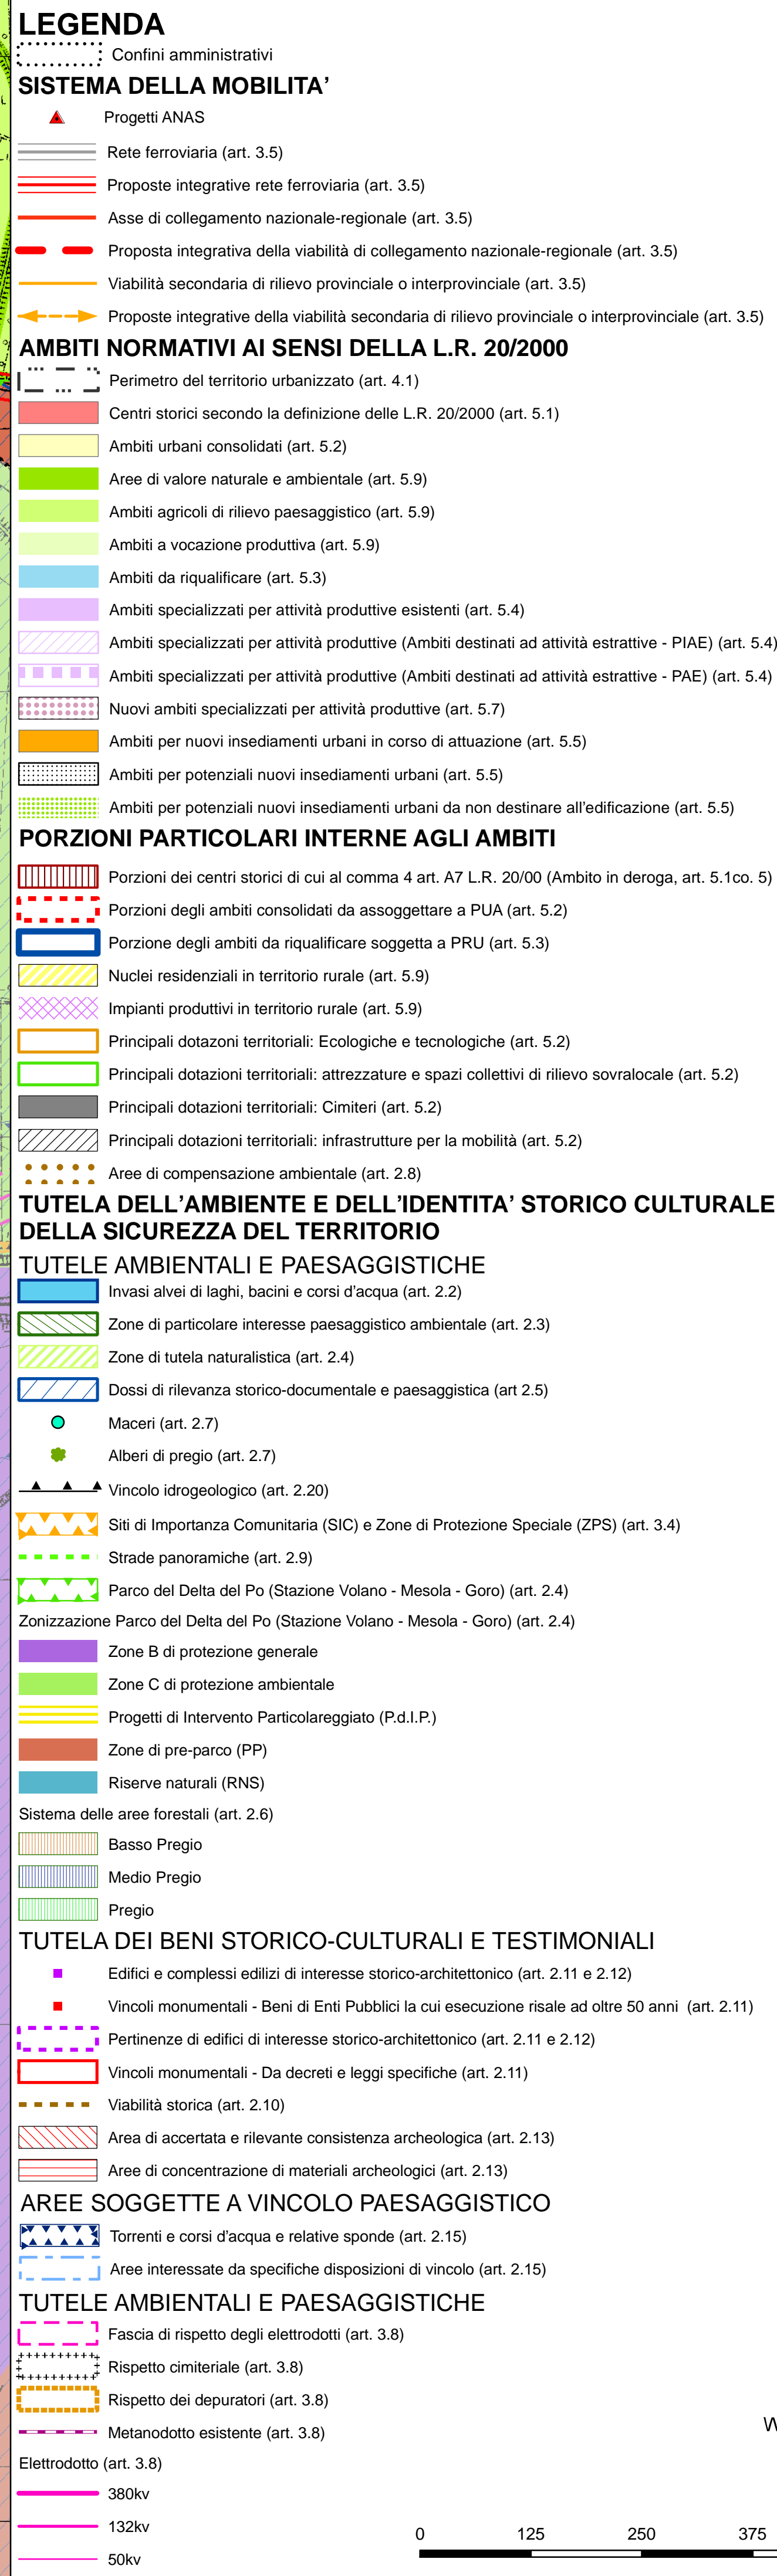 LEGENDA
Confini amministrativi
SISTEMA DELLA MOBILITA’
Progetti ANAS
Rete ferroviaria (art. 3.5)
Proposte integrative rete ferroviaria (art. 3.5)
Asse di collegamento nazionale-regionale (art. 3.5)
Proposta integrativa della viabilità di collegamento nazionale-regionale (art. 3.5)
Viabilità secondaria di rilievo provinciale o interprovinciale (art. 3.5)
Proposte integrative della viabilità secondaria di rilievo provinciale o interprovinciale (art. 3.5)
AMBITI NORMATIVI AI SENSI DELLA L.R. 20/2000
Perimetro del territorio urbanizzato (art. 4.1)
Centri storici secondo la definizione delle L.R. 20/2000 (art. 5.1)
Ambiti urbani consolidati (art. 5.2)
Aree di valore naturale e ambientale (art. 5.9)
Ambiti agricoli di rilievo paesaggistico (art. 5.9)
Ambiti a vocazione produttiva (art. 5.9)
Ambiti da riqualificare (art. 5.3)
Ambiti specializzati per attività produttive esistenti (art. 5.4)
Ambiti specializzati per attività produttive (Ambiti destinati ad attività estrattive - PIAE) (art. 5.4)
Ambiti specializzati per attività produttive (Ambiti destinati ad attività estrattive - PAE) (art. 5.4)
Nuovi ambiti specializzati per attività produttive (art. 5.7)
Ambiti per nuovi insediamenti urbani in corso di attuazione (art. 5.5)
Ambiti per potenziali nuovi insediamenti urbani (art. 5.5)
Ambiti per potenziali nuovi insediamenti urbani da non destinare all’edificazione (art. 5.5)
PORZIONI PARTICOLARI INTERNE AGLI AMBITI
Porzioni dei centri storici di cui al comma 4 art. A7 L.R. 20/00 (Ambito in deroga, art. 5.1co. 5)
Porzioni degli ambiti consolidati da assoggettare a PUA (art. 5.2)
Porzione degli ambiti da riqualificare soggetta a PRU (art. 5.3)
Nuclei residenziali in territorio rurale (art. 5.9)
Impianti produttivi in territorio rurale (art. 5.9)
Principali dotazoni territoriali: Ecologiche e tecnologiche (art. 5.2)
Principali dotazioni territoriali: attrezzature e spazi collettivi di rilievo sovralocale (art. 5.2)
Principali dotazioni territoriali: Cimiteri (art. 5.2)
Principali dotazioni territoriali: infrastrutture per la mobilità (art. 5.2)
Aree di compensazione ambientale (art. 2.8)
TUTELA DELL’AMBIENTE E DELL’IDENTITA’ STORICO CULTURALE
DELLA SICUREZZA DEL TERRITORIO
TUTELE AMBIENTALI E PAESAGGISTICHE
Invasi alvei di laghi, bacini e corsi d’acqua (art. 2.2)
Zone di particolare interesse paesaggistico ambientale (art. 2.3)
Zone di tutela naturalistica (art. 2.4)
Dossi di rilevanza storico-documentale e paesaggistica (art 2.5)
Maceri (art. 2.7)
Alberi di pregio (art. 2.7)
Vincolo idrogeologico (art. 2.20)
Siti di Importanza Comunitaria (SIC) e Zone di Protezione Speciale (ZPS) (art. 3.4)
Strade panoramiche (art. 2.9)
Parco del Delta del Po (Stazione Volano - Mesola - Goro) (art. 2.4)
Zonizzazione Parco del Delta del Po (Stazione Volano - Mesola - Goro) (art. 2.4)
Zone B di protezione generale
Zone C di protezione ambientale
Progetti di Intervento Particolareggiato (P.d.I.P.)
Zone di pre-parco (PP)
Riserve naturali (RNS)
Sistema delle aree forestali (art. 2.6)
Basso Pregio
Medio Pregio
Pregio
TUTELA DEI BENI STORICO-CULTURALI E TESTIMONIALI
Edifici e complessi edilizi di interesse storico-architettonico (art. 2.11 e 2.12)
Vincoli monumentali - Beni di Enti Pubblici la cui esecuzione risale ad oltre 50 anni (art. 2.11)
Pertinenze di edifici di interesse storico-architettonico (art. 2.11 e 2.12)
Vincoli monumentali - Da decreti e leggi specifiche (art. 2.11)
Viabilità storica (art. 2.10)
Area di accertata e rilevante consistenza archeologica (art. 2.13)
Aree di concentrazione di materiali archeologici (art. 2.13)
AREE SOGGETTE A VINCOLO PAESAGGISTICO
Torrenti e corsi d’acqua e relative sponde (art. 2.15)
Aree interessate da specifiche disposizioni di vincolo (art. 2.15)
TUTELE AMBIENTALI E PAESAGGISTICHE
Fascia di rispetto degli elettrodotti (art. 3.8)
Rispetto cimiteriale (art. 3.8)
Rispetto dei depuratori (art. 3.8)
Metanodotto esistente (art. 3.8)
Elettrodotto (art. 3.8)
380kv
132kv
50kv
0 125 250 375